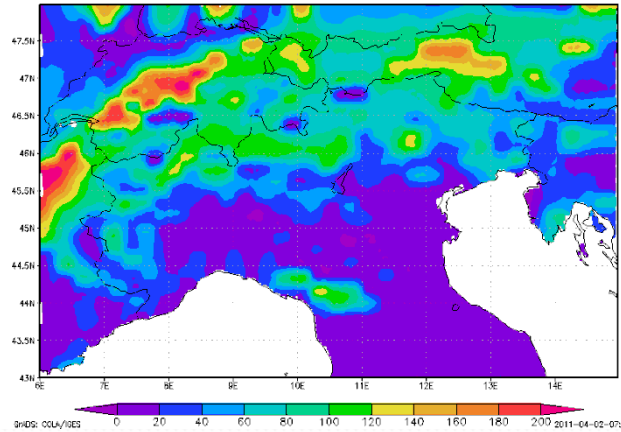 47.5N
47N
46.5N
46N
45.5N
45N
44.5N
44N
43.5N
43N
6E 7E 8E 9E 10E 11E 12E 13E 14E
0 20 40 60 80 100 120 140 160 180 200
GrADS: COLA/IGES 2011-04-02-07: